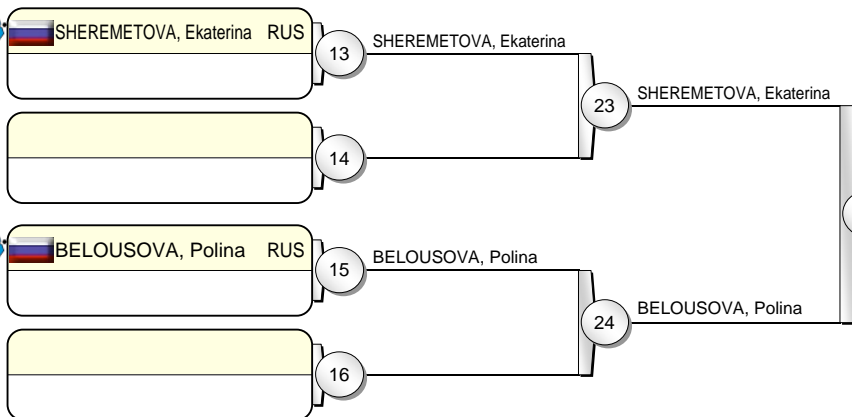 SHEREMETOVA, Ekaterina RUS
13
SHEREMETOVA, Ekaterina
23
SHEREMETOVA, Ekaterina
14
BELOUSOVA, Polina RUS
15
BELOUSOVA, Polina
24
BELOUSOVA, Polina
16